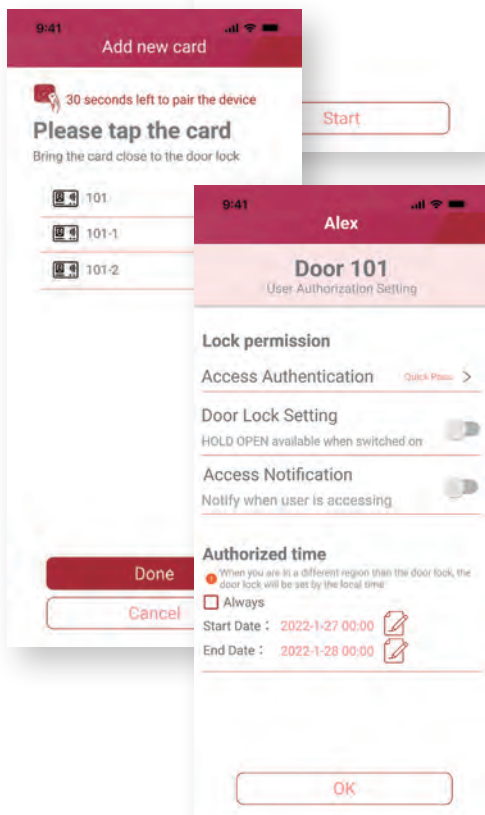 9:41
Add new card
30 seconds left to pair the device
Please tap the card
Bring the card close to the door lock
101
101-1
101-2
Done
Cancel
Start
9:41
Alex
Door 101
User Authorization Setting
Lock permission
Access Authentication Quick Pass >
Door Lock Setting
HOLD OPEN available when switched on
Access Notification
Notify when user is accessing
Authorized time
When you are in a different region than the door lock, the
door lock will be set by the local time
Always
Start Date : 2022-1-27 00:00
End Date : 2022-1-28 00:00
OK